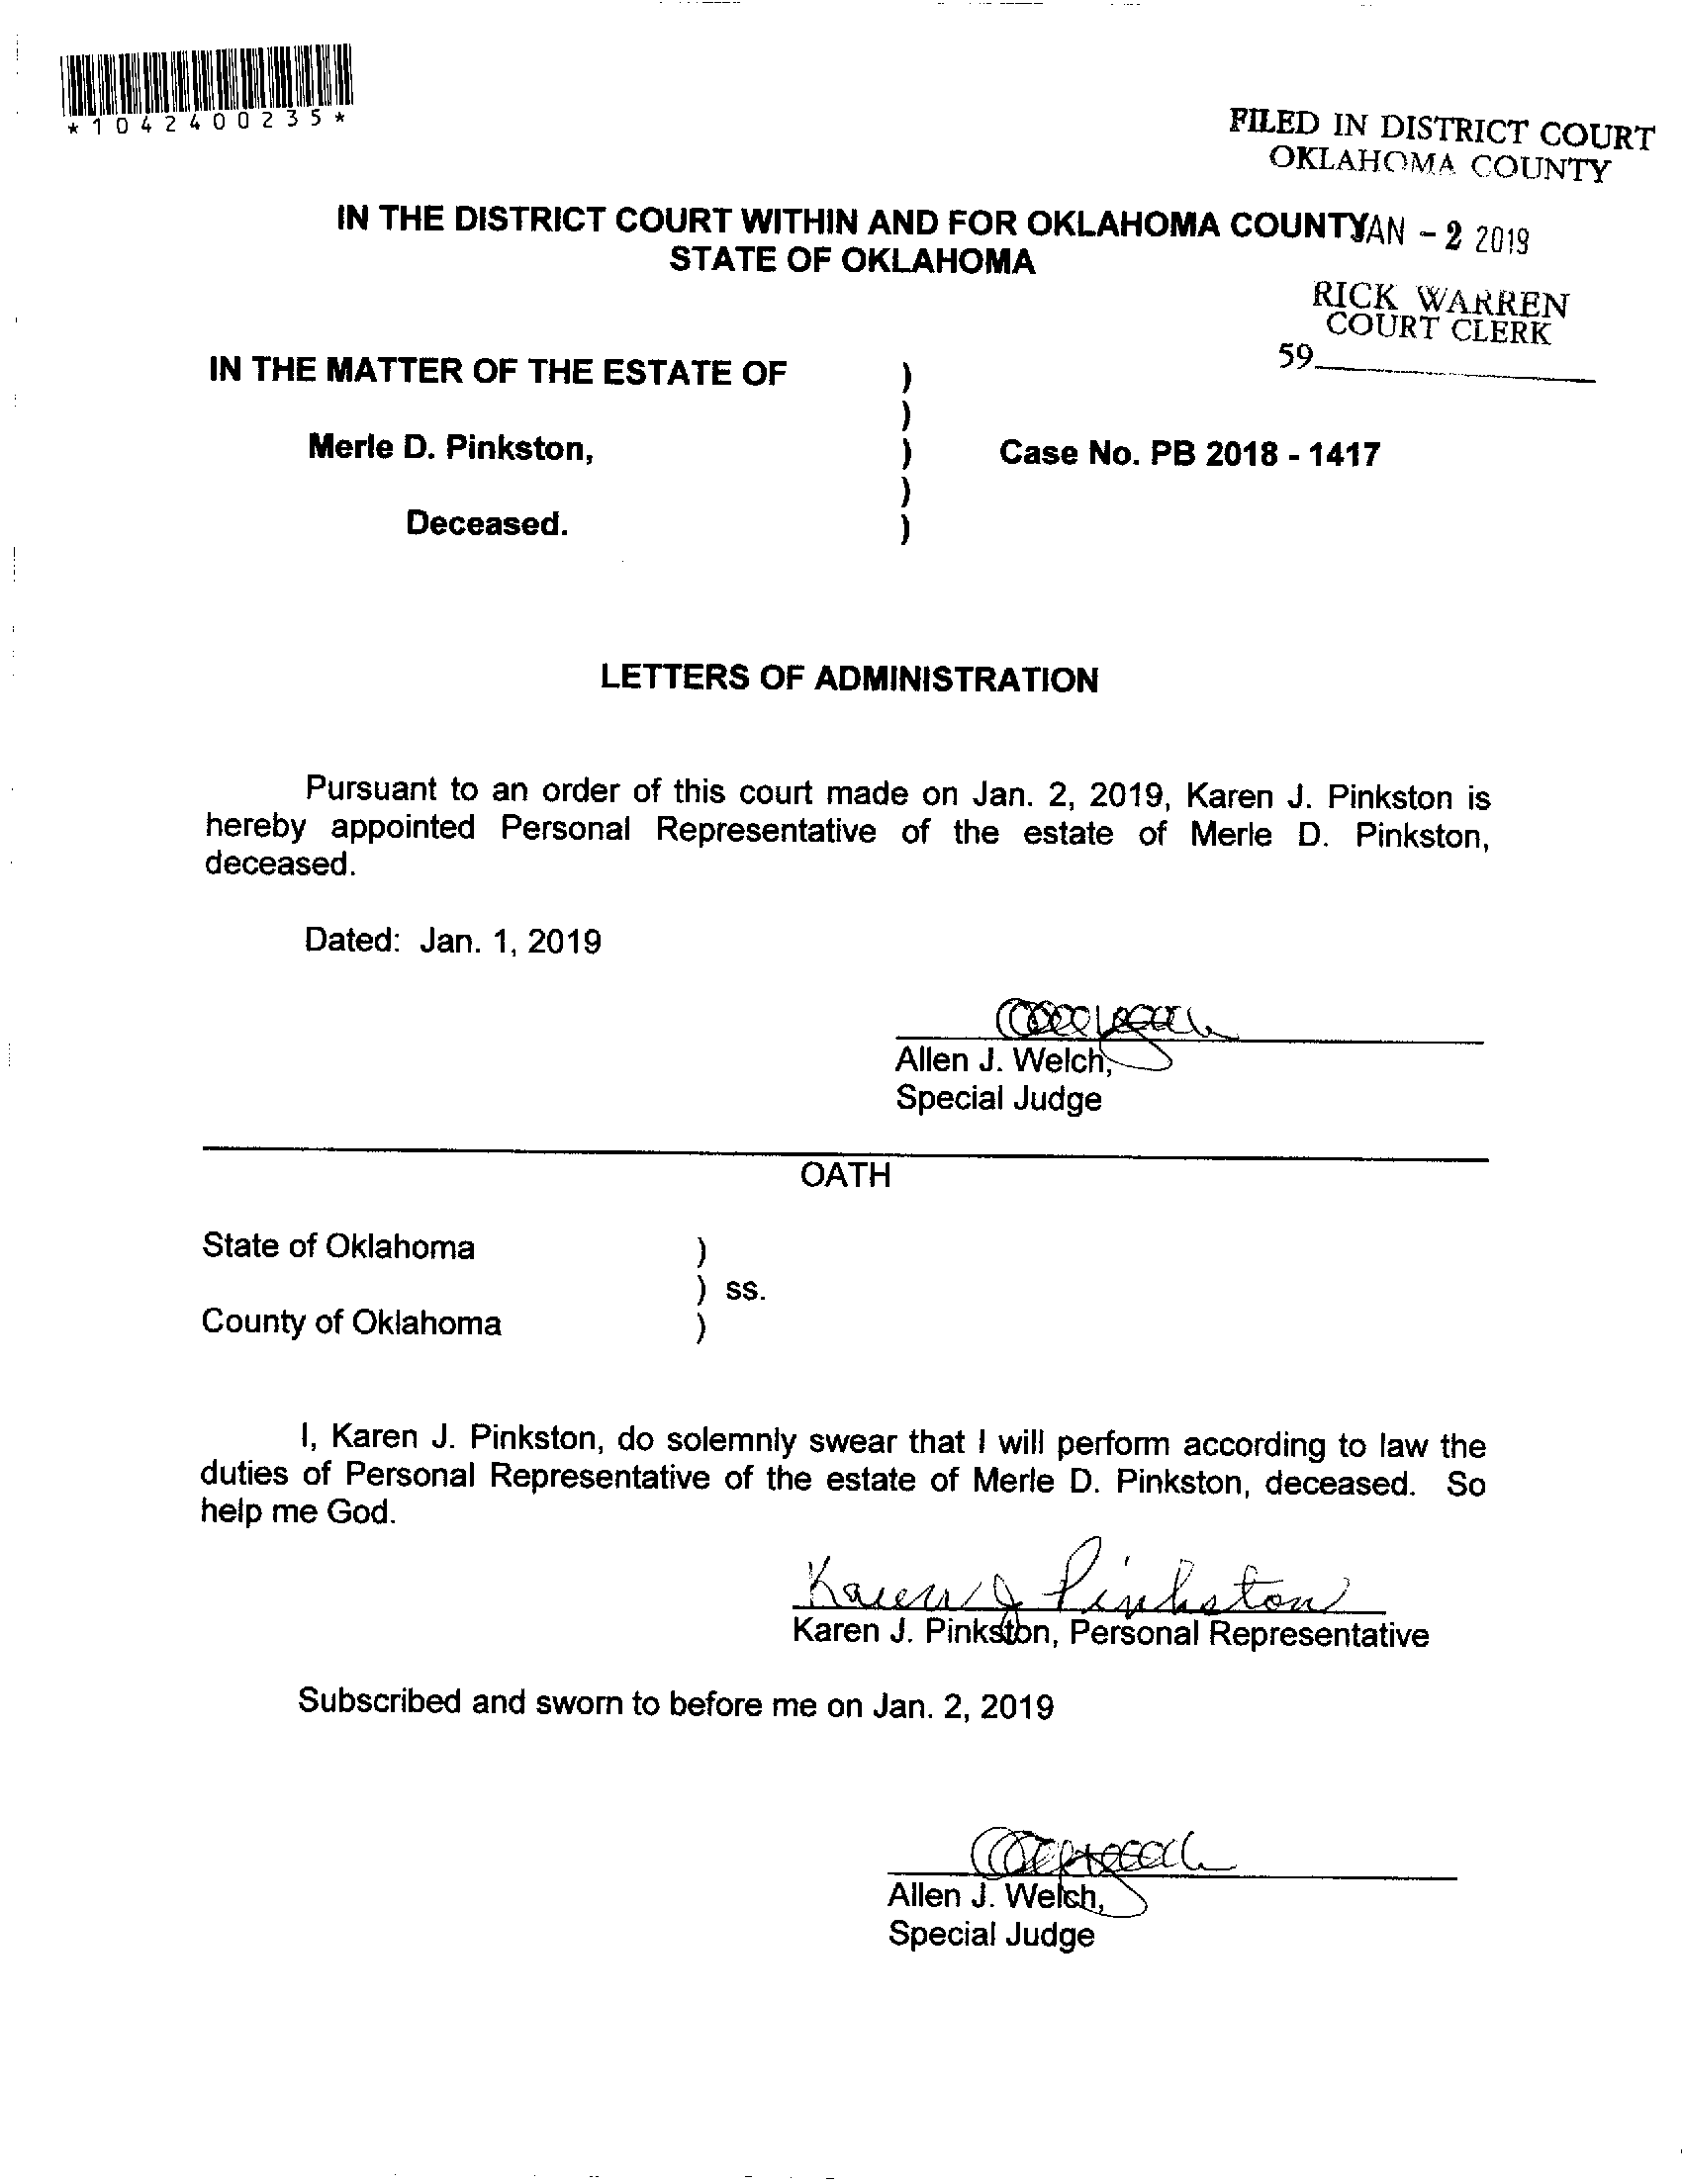 *1042400235*
FILED IN DISTRICT COURT
OKLAHOMA COUNTY
IN THE DISTRICT COURT WITHIN AND FOR OKLAHOMA COUNTY
JAN - 2 2019
STATE OF OKLAHOMA
RICK WARREN
COURT CLERK
59
IN THE MATTER OF THE ESTATE OF )
)
Merle D. Pinkston, ) Case No. PB 2018 - 1417
)
Deceased. )
LETTERS OF ADMINISTRATION
Pursuant to an order of this court made on Jan. 2, 2019, Karen J. Pinkston is
hereby appointed Personal Representative of the estate of Merle D. Pinkston,
deceased.
Dated: Jan. 1, 2019
Allen J. Welch,
Special Judge
OATH
State of Oklahoma )
) ss.
County of Oklahoma )
I, Karen J. Pinkston, do solemnly swear that I will perform according to law the
duties of Personal Representative of the estate of Merle D. Pinkston, deceased. So
help me God.
Karen J Pinkston
Karen J. Pinkston, Personal Representative
Subscribed and sworn to before me on Jan. 2, 2019
Allen J. Welch,
Special Judge